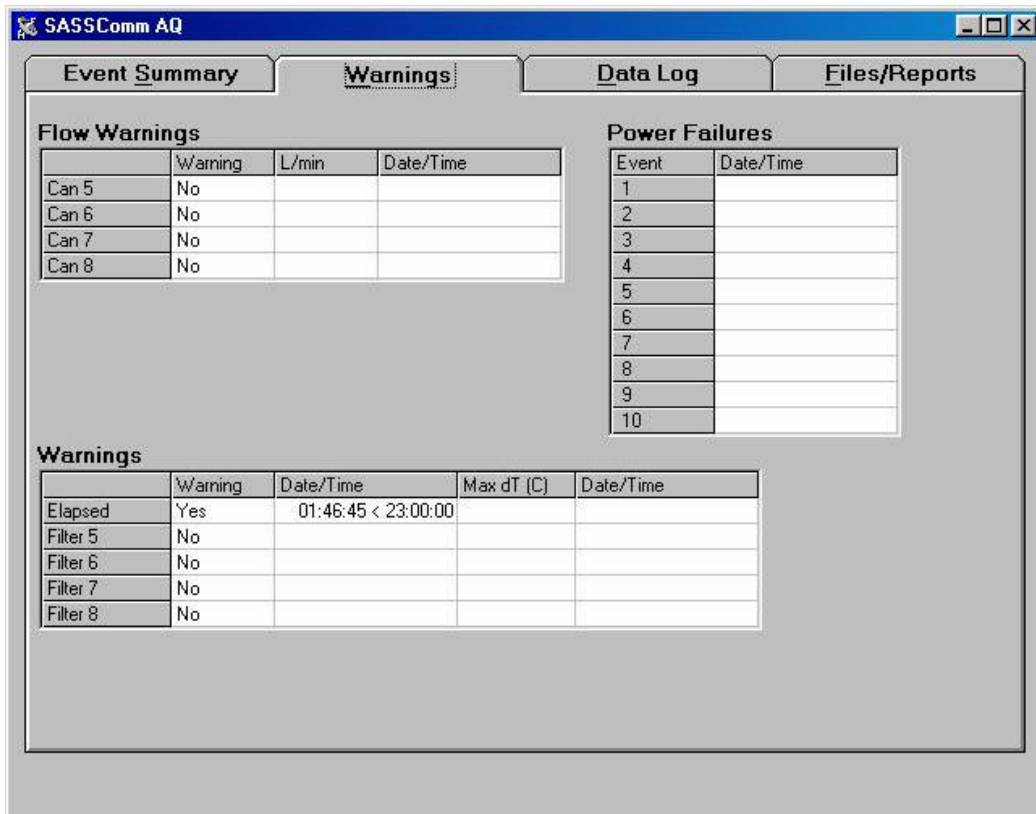 SASSComm AQ
Event Summary Warnings Data Log Files/Reports
Flow Warnings
Warning L/min Date/Time
Can 5 No
Can 6 No
Can 7 No
Can 8 No
Power Failures
Event Date/Time
1
2
3
4
5
6
7
8
9
10
Warnings
Warning Date/Time Max dT (C) Date/Time
Elapsed Yes 01:46:45 < 23:00:00
Filter 5 No
Filter 6 No
Filter 7 No
Filter 8 No